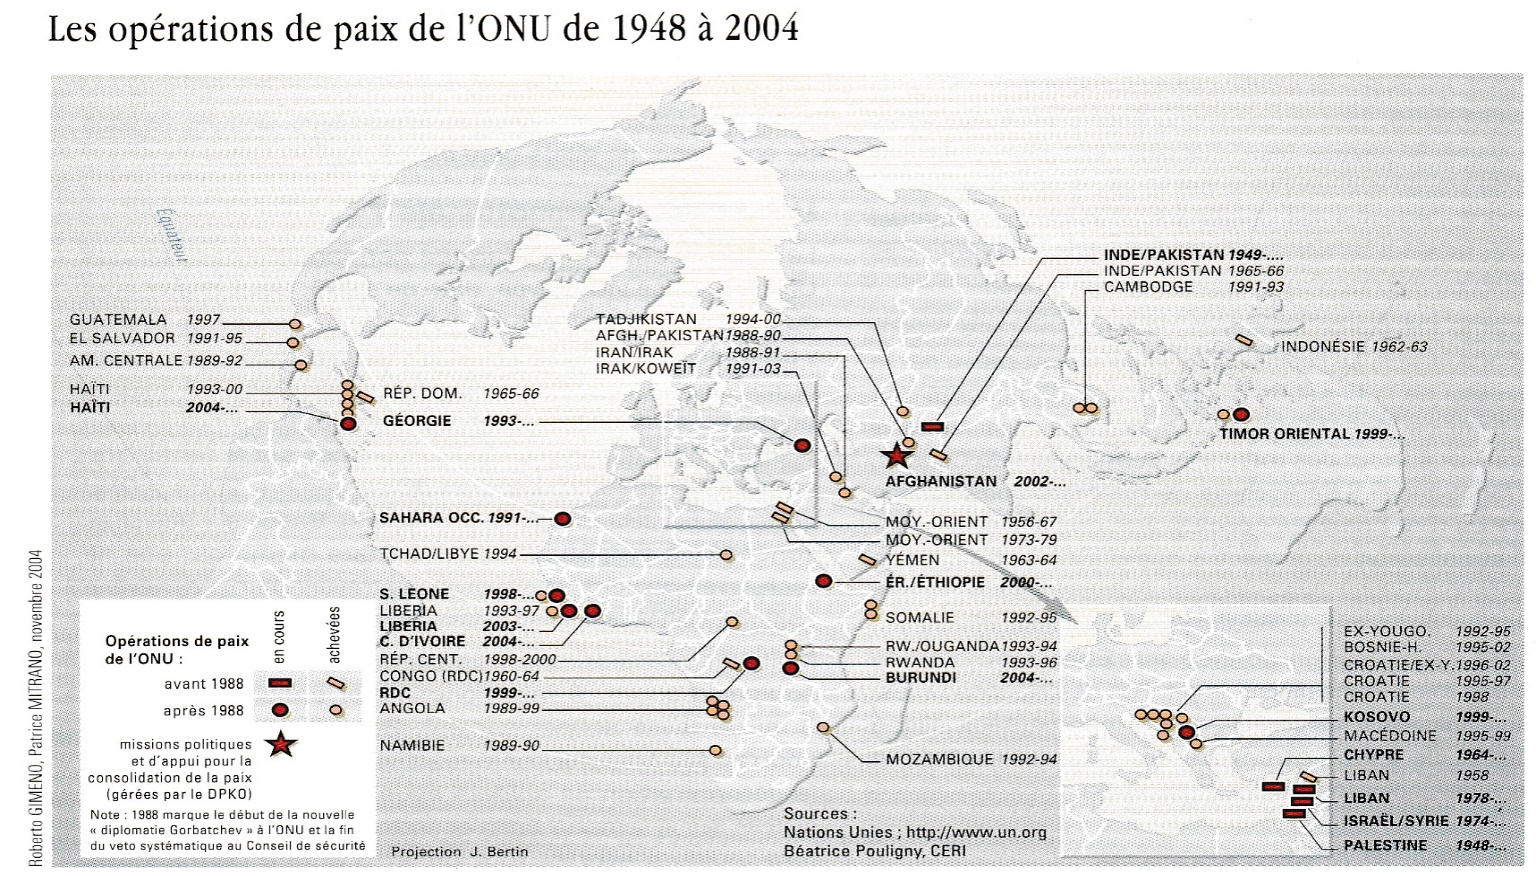 Les opérations de paix de l'ONU de 1948 à 2004
Équateur
GUATEMALA 1997
EL SALVADOR 1991-95
AM. CENTRALE 1989-92
HAÏTI 1993-00
HAÏTI 2004-...
RÉP. DOM. 1965-66
GÉORGIE 1993-...
TADJIKISTAN 1994-00
AFGH./PAKISTAN 1988-90
IRAN/IRAK 1988-91
IRAK/KOWEÏT 1991-03
INDE/PAKISTAN 1949-....
INDE/PAKISTAN 1965-66
CAMBODGE 1991-93
INDONÉSIE 1962-63
TIMOR ORIENTAL 1999-...
AFGHANISTAN 2002-...
SAHARA OCC. 1991-...
TCHAD/LIBYE 1994
S. LEONE 1998-...
LIBERIA 1993-97
LIBERIA 2003-...
C. D'IVOIRE 2004-...
RÉP. CENT. 1998-2000
CONGO (RDC) 1960-64
RDC 1999-...
ANGOLA 1989-99
NAMIBIE 1989-90
MOY.-ORIENT 1956-67
MOY.-ORIENT 1973-79
YÉMEN 1963-64
ÉR./ÉTHIOPIE 2000-...
SOMALIE 1992-95
RW./OUGANDA 1993-94
RWANDA 1993-96
BURUNDI 2004-...
MOZAMBIQUE 1992-94
EX-YOUGO. 1992-95
BOSNIE-H. 1995-02
CROATIE/EX-Y. 1996-02
CROATIE 1995-97
CROATIE 1998
KOSOVO 1999-...
MACÉDOINE 1995-99
CHYPRE 1964-...
LIBAN 1958
LIBAN 1978-...
ISRAËL/SYRIE 1974-...
PALESTINE 1948-...
Opérations de paix
de l'ONU :
en cours
achevées
avant 1988
après 1988
missions politiques
et d'appui pour la
consolidation de la paix
(gérées par le DPKO)
Note : 1988 marque le début de la nouvelle
« diplomatie Gorbatchev » à l'ONU et la fin
du veto systématique au Conseil de sécurité
Projection J. Bertin
Sources :
Nations Unies ; http://www.un.org
Béatrice Pouligny, CERI
Roberto GIMENO, Patrice MITRANO, novembre 2004